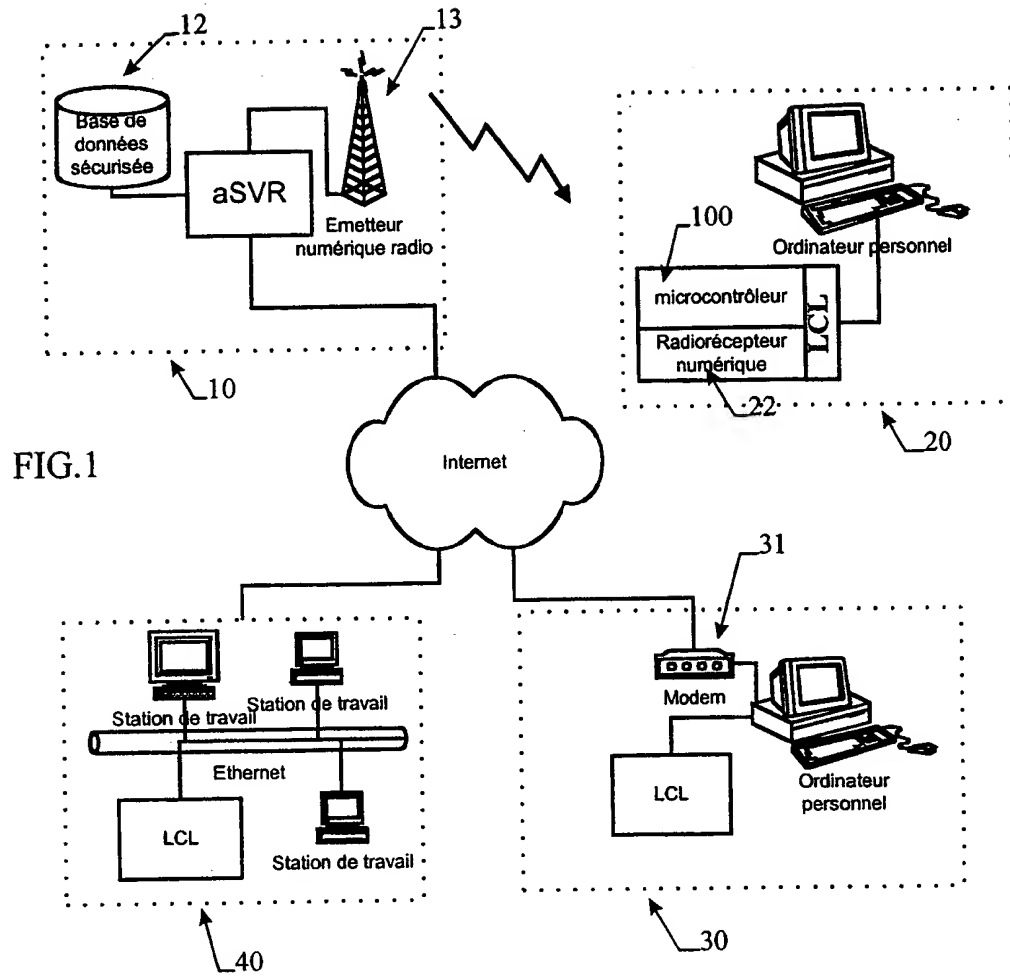 12
13
Base de
données
sécurisée
aSVR
Emetteur
numérique radio
10
Ordinateur personnel
100
microcontrôleur
LCL
Radiorécepteur
numérique
22
20
FIG.1
Internet
31
Modem
Station de travail
Station de travail
Ethernet
LCL
Station de travail
40
LCL
Ordinateur
personnel
30